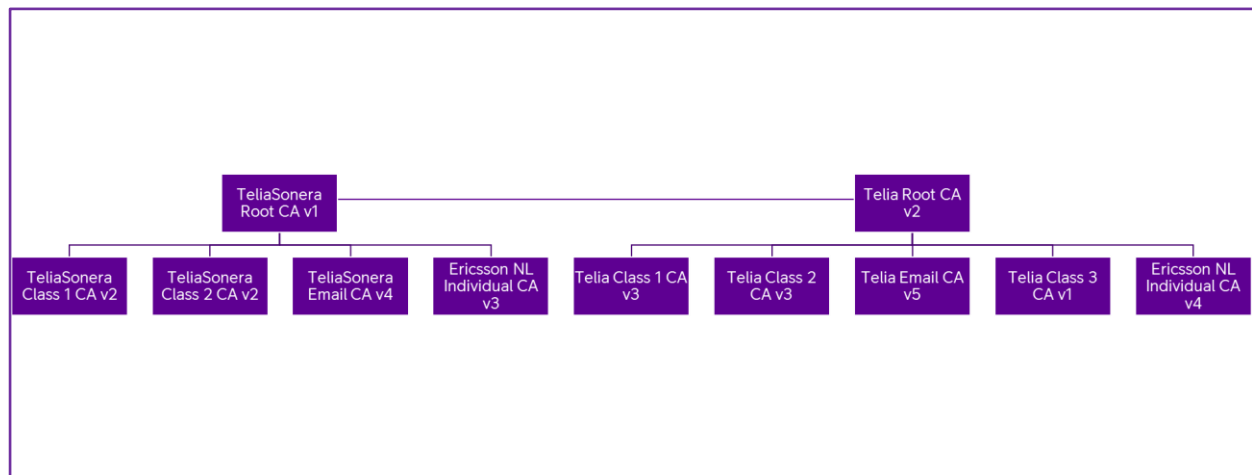 TeliaSonera
Root CA v1
Telia Root CA
v2
TeliaSonera
Class 1 CA v2
TeliaSonera
Class 2 CA v2
TeliaSonera
Email CA v4
Ericsson NL
Individual CA
v3
Telia Class 1 CA
v3
Telia Class 2
CA v3
Telia Email CA
v5
Telia Class 3
CA v1
Ericsson NL
Individual CA
v4